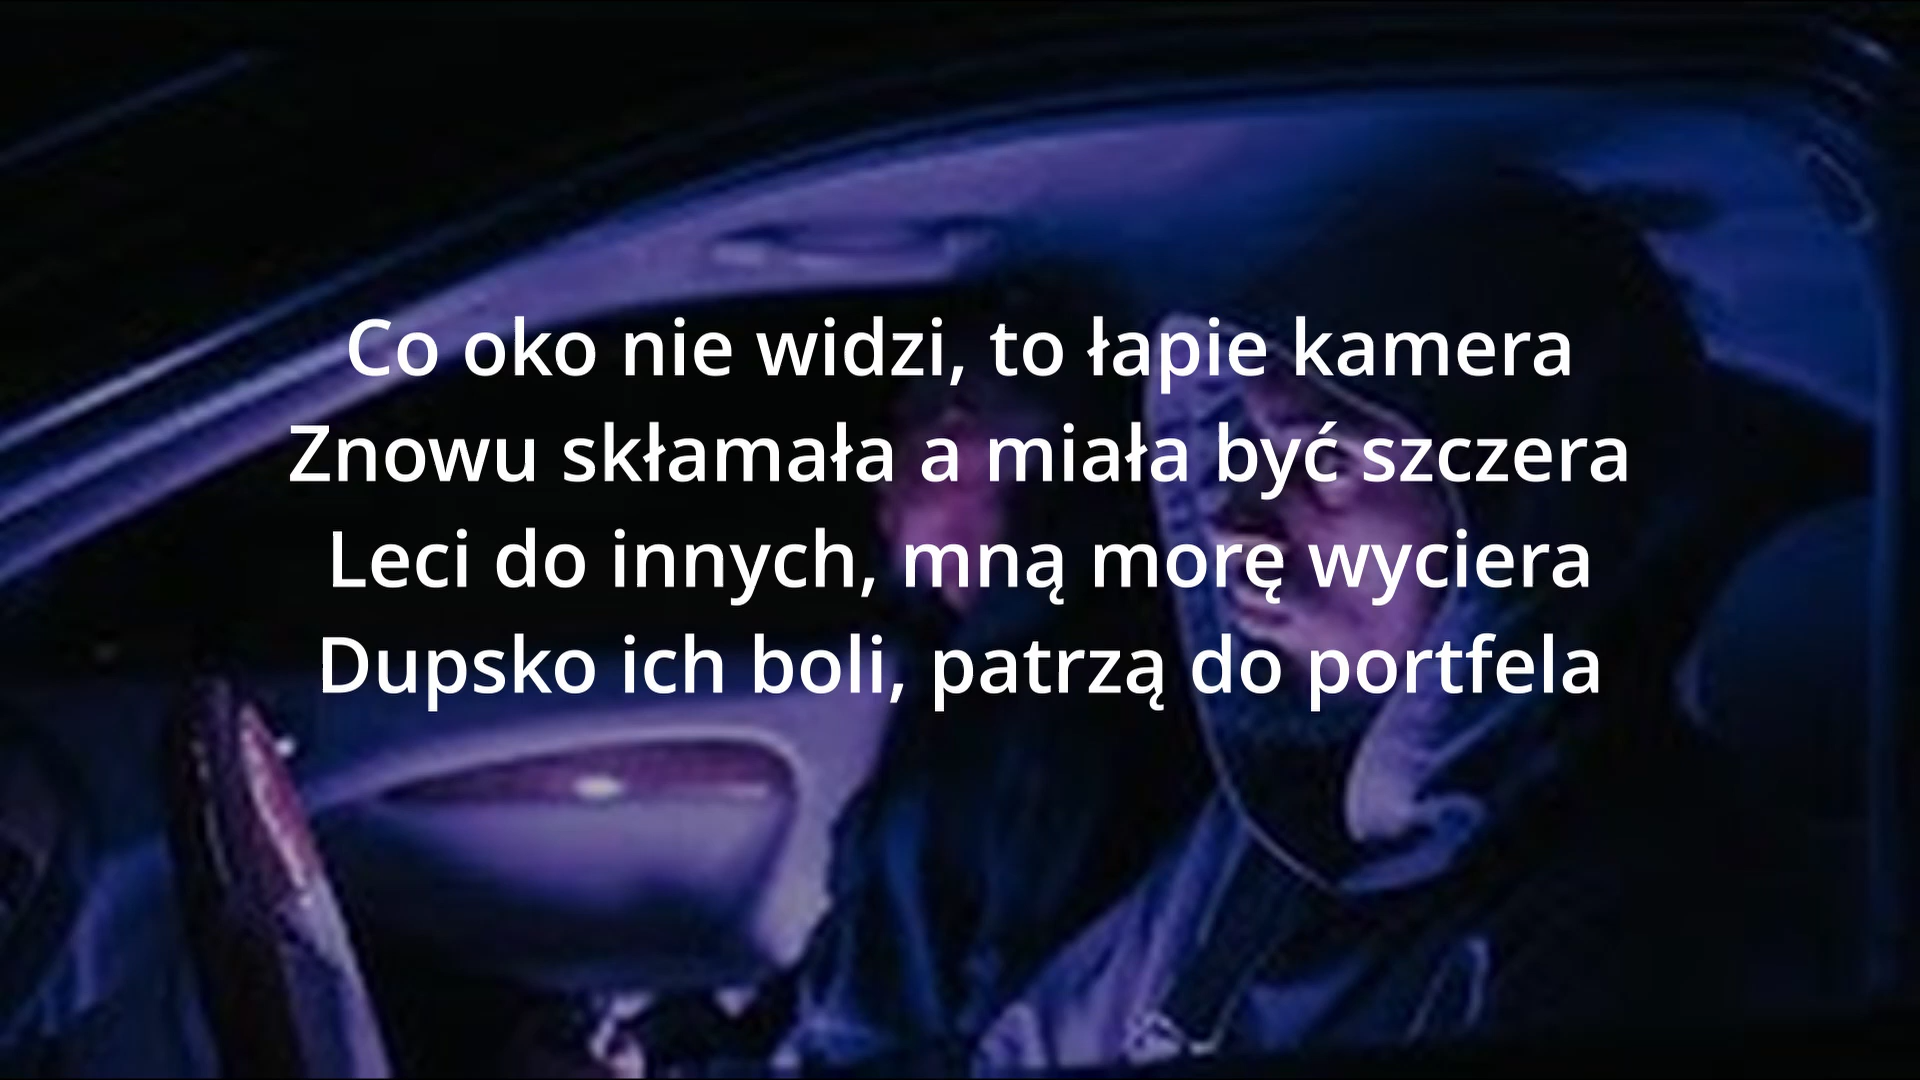 Co oko nie widzi, to łapie kamera
Znowu skłamała a miała być szczera
Leci do innych, mną morę wyciera
Dupsko ich boli, patrzą do portfela